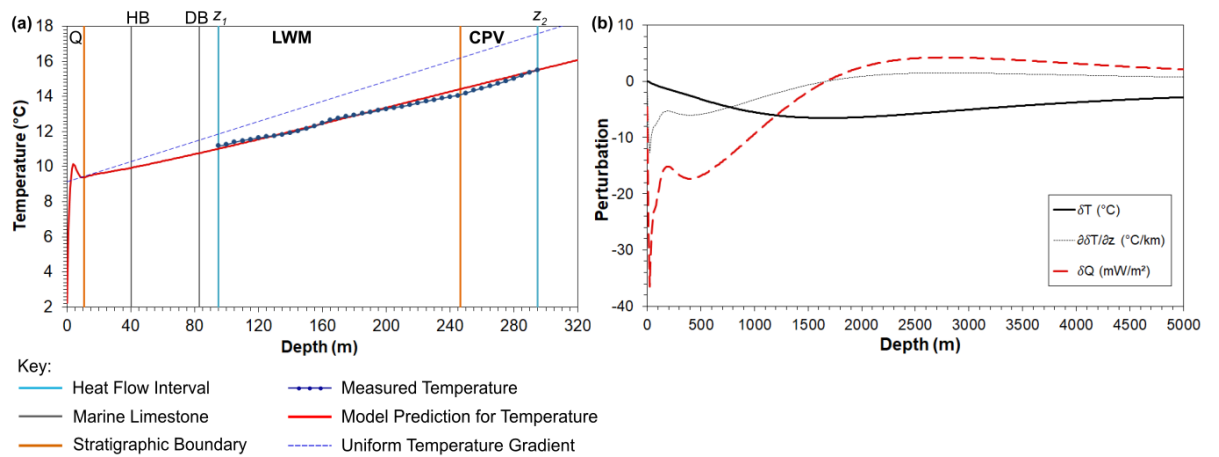 (a)
Q
HB
DB
z1
LWM
CPV
z2
Temperature (°C)
18
16
14
12
10
8
6
4
2
0
40
80
120
160
200
240
280
320
Depth (m)
(b)
Perturbation
10
0
-10
-20
-30
-40
0
500
1000
1500
2000
2500
3000
3500
4000
4500
5000
Depth (m)
δT (°C)
∂δT/∂z (°C/km)
δQ (mW/m²)
Key:
Heat Flow Interval
Measured Temperature
Marine Limestone
Model Prediction for Temperature
Stratigraphic Boundary
Uniform Temperature Gradient